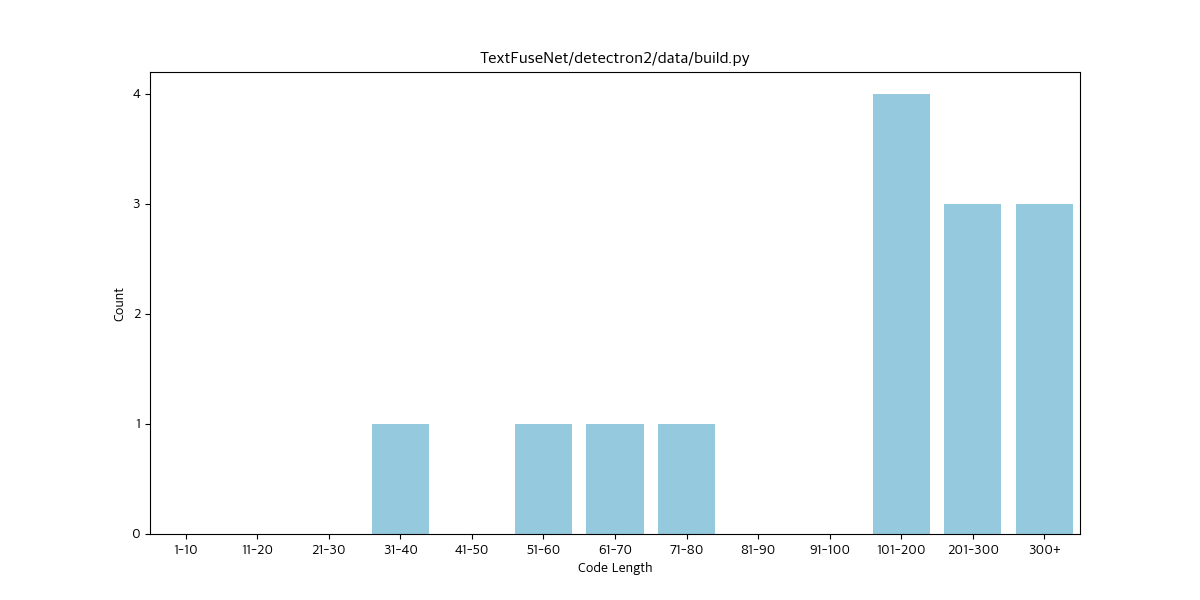 TextFuseNet/detectron2/data/build.py
4
3
2
1
0
Count
1-10 11-20 21-30 31-40 41-50 51-60 61-70 71-80 81-90 91-100 101-200 201-300 300+
Code Length